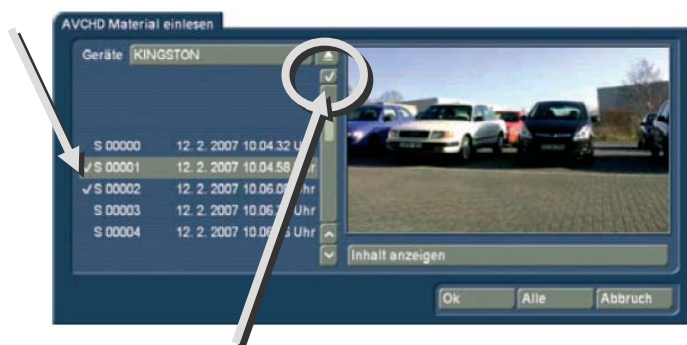 AVCHD Material einlesen
Geräte KINGSTON
S 00000 12. 2. 2007 10.04.32
S 00001 12. 2. 2007 10.04.58
S 00002 12. 2. 2007 10.06.0 Uhr
S 00003 12. 2. 2007 10.06. Uhr
S 00004 12. 2. 2007 10.06. Uhr
Inhalt anzeigen
Ok Alle Abbruch